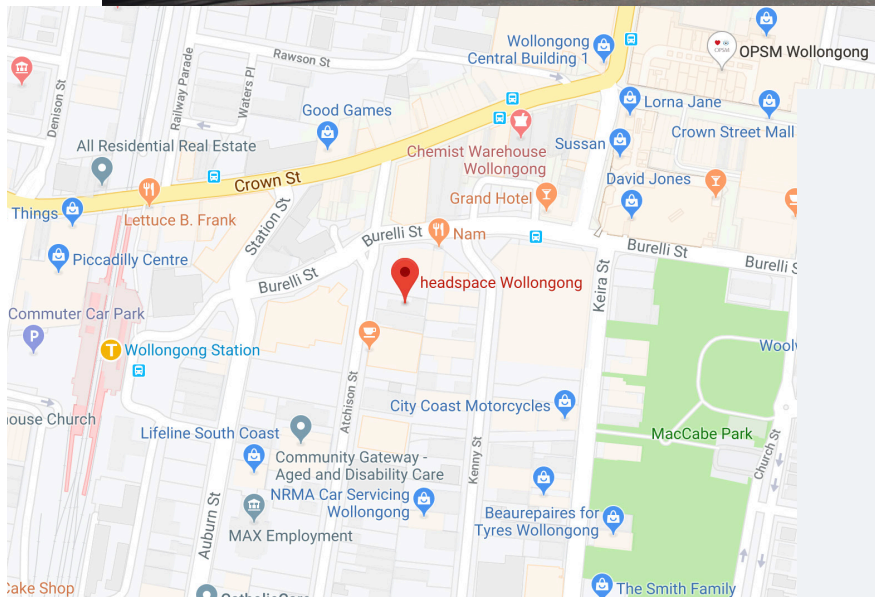 Rawson St
Wollongong
Central Building 1
OPSM
OPSM Wollongong
Denison St
Railway Parade
Waters Pl
Good Games
Lorna Jane
Crown Street Mall
All Residential Real Estate
Chemist Warehouse
Wollongong
Sussan
David Jones
Crown St
Grand Hotel
Things
Lettuce B. Frank
Station St
Burelli St
Nam
Burelli St
Burelli S
Piccadilly Centre
Burelli St
headspace Wollongong
Keira St
Commuter Car Park
P
T
Wollongong Station
Woolw
Atchison St
City Coast Motorcycles
ouse Church
Lifeline South Coast
MacCabe Park
Community Gateway -
Aged and Disability Care
Kenny St
Church St
NRMA Car Servicing
Wollongong
Auburn St
Beaurepaires for
Tyres Wollongong
MAX Employment
Cake Shop
CatholicCare
The Smith Family